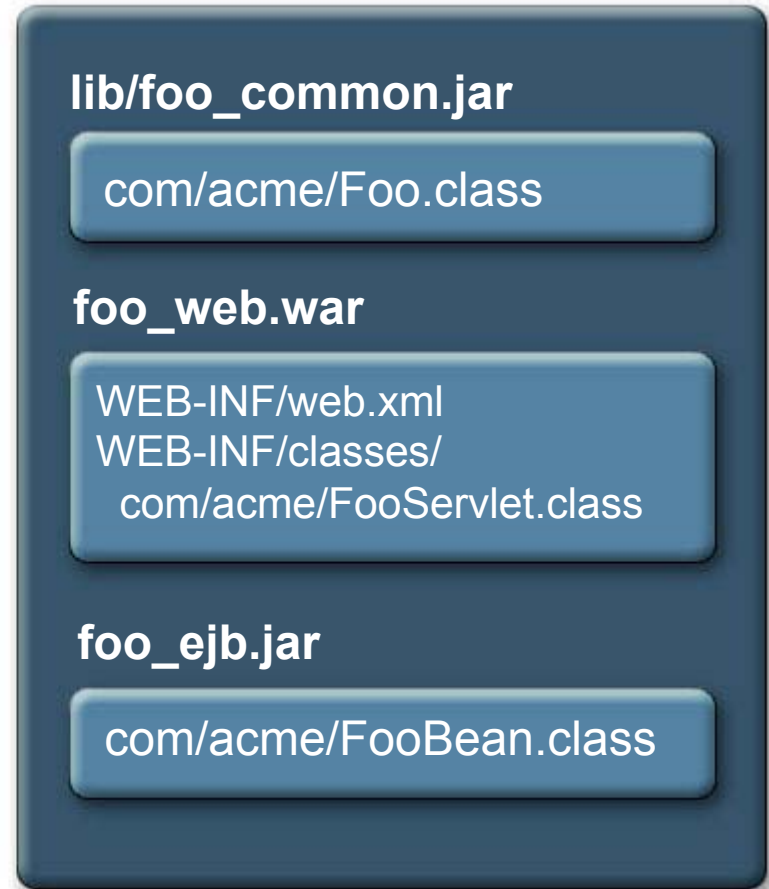 lib/foo_common.jar
com/acme/Foo.class
foo_web.war
WEB-INF/web.xml
WEB-INF/classes/
com/acme/FooServlet.class
foo_ejb.jar
com/acme/FooBean.class